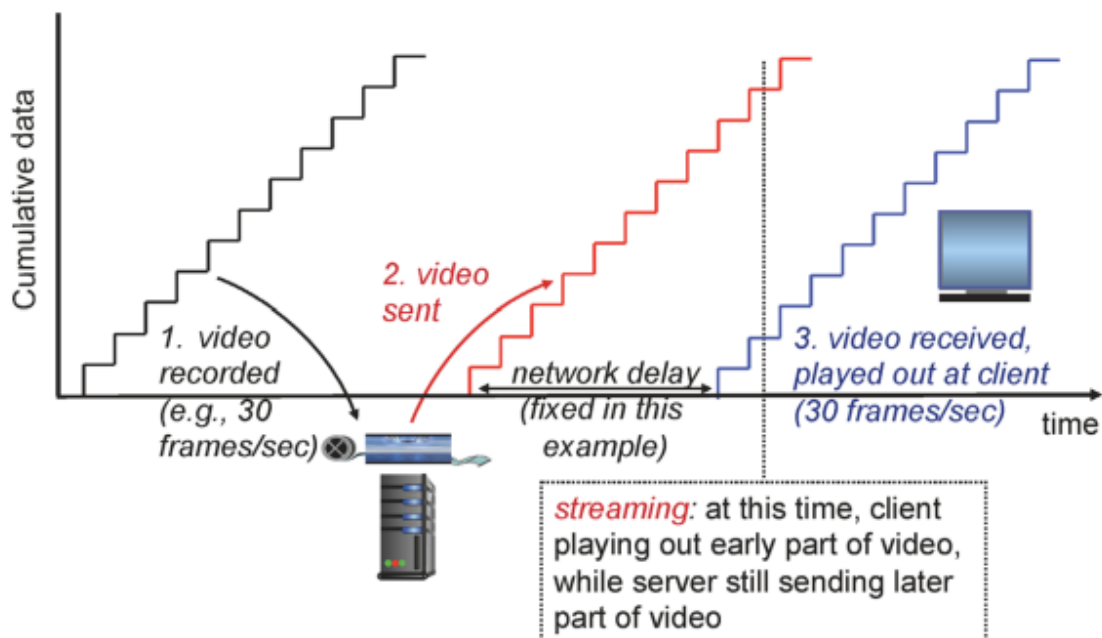 Cumulative data
1. video
recorded
(e.g., 30
frames/sec)
2. video
sent
network delay
(fixed in this
example)
3. video received,
played out at client
(30 frames/sec)
time
streaming: at this time, client
playing out early part of video,
while server still sending later
part of video